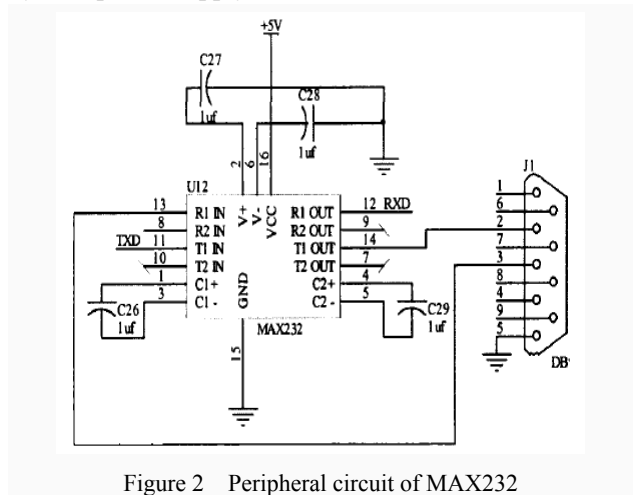 +5V
C27
1uf
C28
1uf
2
6
16
U12
J1
13 R1 IN V+ V- VCC R1 OUT 12 RXD
8 R2 IN R2 OUT 9
TXD 11 T1 IN T1 OUT 14
10 T2 IN T2 OUT 7
1 C1+ C2+ 4
3 C1- GND C2- 5
C26
1uf
C29
1uf
MAX232
15
1
6
2
7
3
8
4
9
5
DB
Figure 2 Peripheral circuit of MAX232